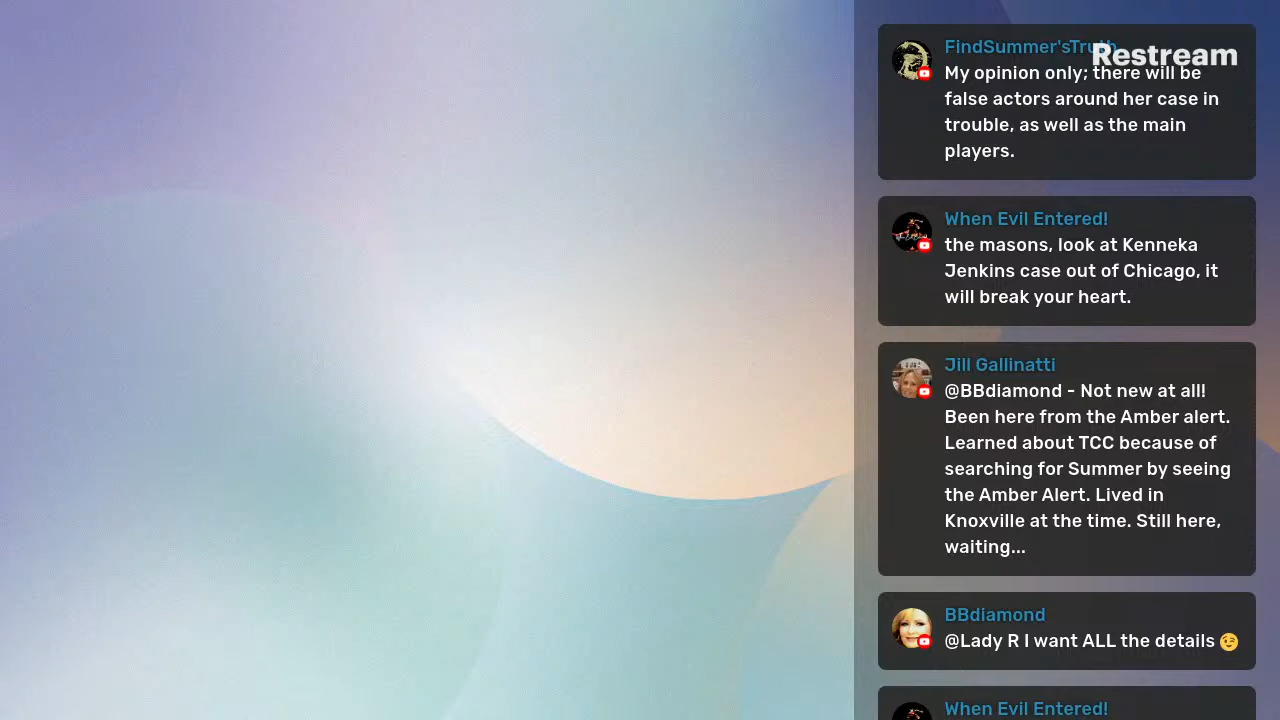 FindSummer'sTruth
Restream
My opinion only; there will be
false actors around her case in
trouble, as well as the main
players.
When Evil Entered!
the masons, look at Kenneka
Jenkins case out of Chicago, it
will break your heart.
Jill Gallinatti
@BBdiamond - Not new at all!
Been here from the Amber alert.
Learned about TCC because of
searching for Summer by seeing
the Amber Alert. Lived in
Knoxville at the time. Still here,
waiting...
BBdiamond
@Lady R I want ALL the details 😉
When Evil Entered!